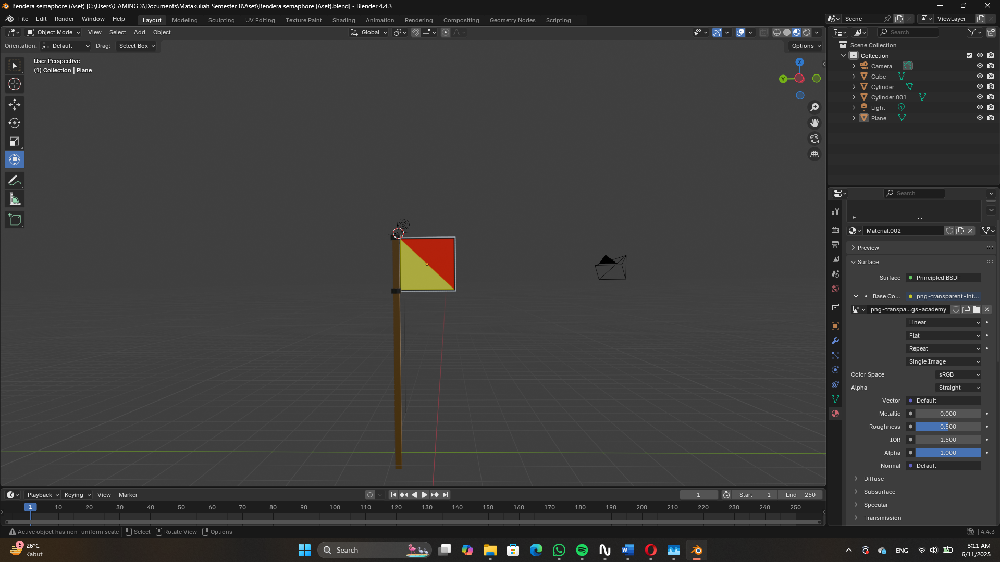 Bendera semaphore (Aset) [C:\Users\GAMING 3\Documents\Matakuliah Semester 8\Aset\Bendera semaphore (Aset).blend] - Blender 4.4.3
File Edit Render Window Help Layout Modeling Sculpting UV Editing Texture Paint Shading Animation Rendering Compositing Geometry Nodes Scripting + Scene ViewLayer
Object Mode View Select Add Object Global
Orientation: Default Drag: Select Box Options
User Perspective
(1) Collection | Plane
Z
Y
Search
Scene Collection
Collection
Camera
Cube
Cylinder
Cylinder.001
Light
Plane
Search
Material.002
Preview
Surface
Surface Principled BSDF
Base Co... png-transparent-int...
png-transpa...gs-academy
Linear
Flat
Repeat
Single Image
Color Space sRGB
Alpha Straight
Vector Default
Metallic 0.000
Roughness 0.500
IOR 1.500
Alpha 1.000
Normal Default
Diffuse
Subsurface
Specular
Transmission
Playback Keying View Marker 1 Start 1 End 250
1 10 20 30 40 50 60 70 80 90 100 110 120 130 140 150 160 170 180 190 200 210 220 230 240 250
Active object has non-uniform scale Select Rotate View Options 4.4.3
5 26°C
Kabut
Search
ENG
3:11 AM
6/11/2025